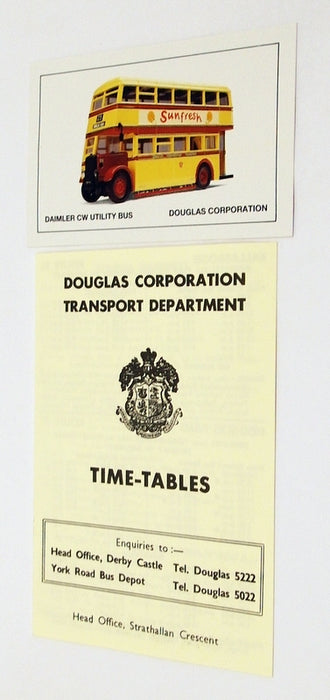 Sunfresh
DAIMLER CW UTILITY BUS DOUGLAS CORPORATION
DOUGLAS CORPORATION
TRANSPORT DEPARTMENT
TIME-TABLES
Enquiries to :—
Head Office, Derby Castle Tel. Douglas 5222
York Road Bus Depot Tel. Douglas 5022
Head Office, Strathallan Crescent